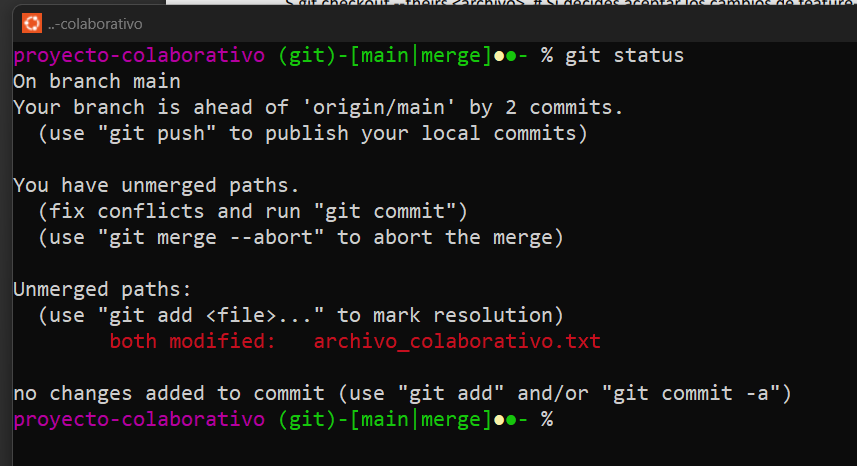 $ git checkout --theirs <archivo> # Si decides aceptar los cambios de feature
..-colaborativo
proyecto-colaborativo (git)-[main|merge]●●- % git status
On branch main
Your branch is ahead of 'origin/main' by 2 commits.
  (use "git push" to publish your local commits)

You have unmerged paths.
  (fix conflicts and run "git commit")
  (use "git merge --abort" to abort the merge)

Unmerged paths:
  (use "git add <file>..." to mark resolution)
        both modified:   archivo_colaborativo.txt

no changes added to commit (use "git add" and/or "git commit -a")
proyecto-colaborativo (git)-[main|merge]●●- %